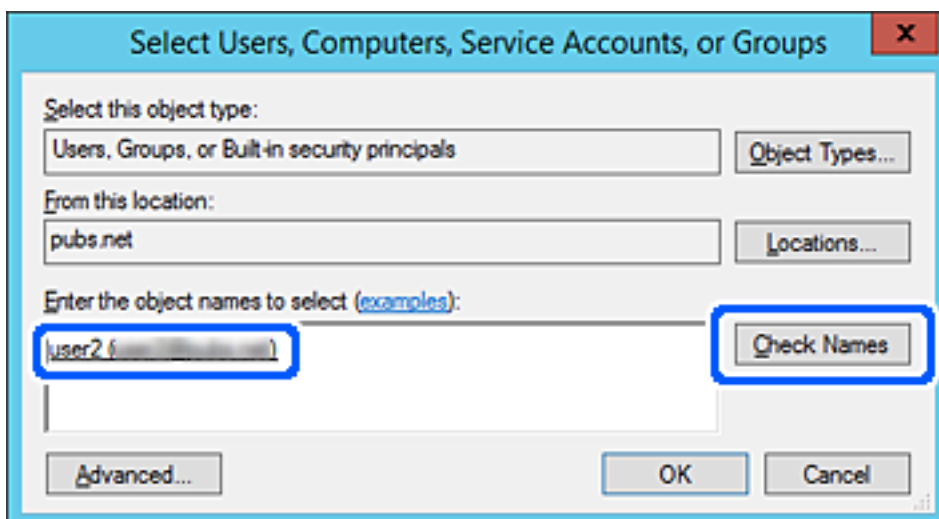 Select Users, Computers, Service Accounts, or Groups
x
Select this object type:
Users, Groups, or Built-in security principals
Object Types...
From this location:
pubs.net
Locations...
Enter the object names to select (examples):
user2 ( )
Check Names
Advanced...
OK
Cancel